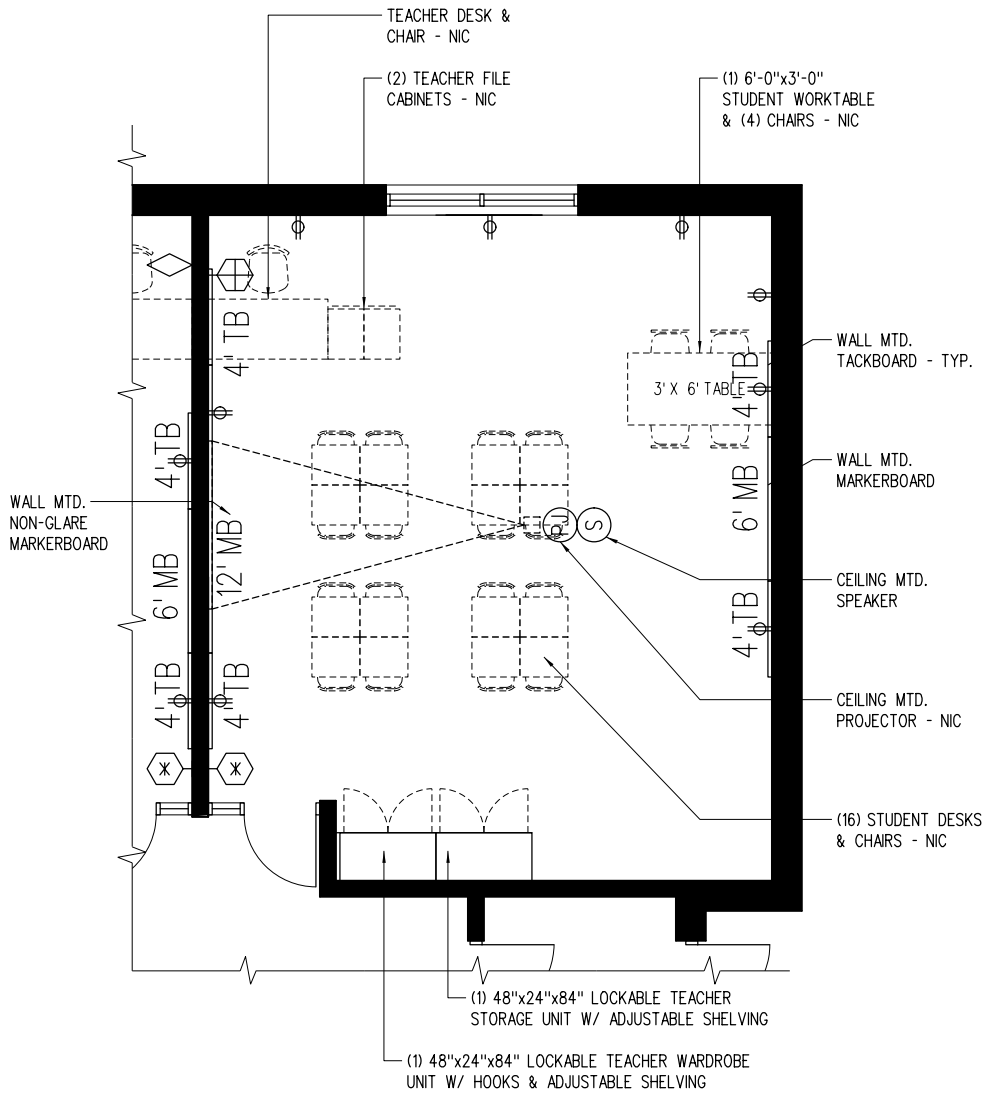 TEACHER DESK &
CHAIR - NIC
(2) TEACHER FILE
CABINETS - NIC
(1) 6'-0"x3'-0"
STUDENT WORKTABLE
& (4) CHAIRS - NIC
4' TB
4' TB
3' X 6' TABLE
WALL MTD.
TACKBOARD - TYP.
4' TB
WALL MTD.
NON-GLARE
MARKERBOARD
12' MB
6' MB
WALL MTD.
MARKERBOARD
PJ
S
6' MB
CEILING MTD.
SPEAKER
4' TB
4' TB
4' TB
CEILING MTD.
PROJECTOR - NIC
(16) STUDENT DESKS
& CHAIRS - NIC
(1) 48"x24"x84" LOCKABLE TEACHER
STORAGE UNIT W/ ADJUSTABLE SHELVING
(1) 48"x24"x84" LOCKABLE TEACHER WARDROBE
UNIT W/ HOOKS & ADJUSTABLE SHELVING